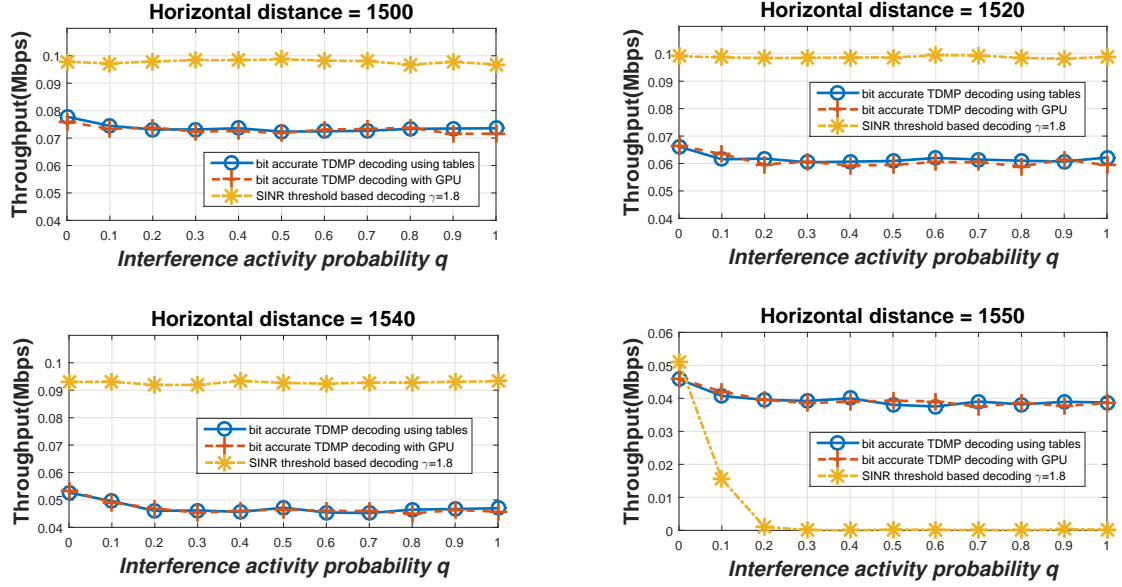 Horizontal distance = 1500
0.1
0.09
0.08
0.07
0.06
0.05
0.04
Throughput(Mbps)
bit accurate TDMP decoding using tables
bit accurate TDMP decoding with GPU
SINR threshold based decoding γ=1.8
0 0.1 0.2 0.3 0.4 0.5 0.6 0.7 0.8 0.9 1
Interference activity probability q
Horizontal distance = 1520
0.1
0.09
0.08
0.07
0.06
0.05
0.04
Throughput(Mbps)
bit accurate TDMP decoding using tables
bit accurate TDMP decoding with GPU
SINR threshold based decoding γ=1.8
0 0.1 0.2 0.3 0.4 0.5 0.6 0.7 0.8 0.9 1
Interference activity probability q
Horizontal distance = 1540
0.1
0.09
0.08
0.07
0.06
0.05
0.04
Throughput(Mbps)
bit accurate TDMP decoding using tables
bit accurate TDMP decoding with GPU
SINR threshold based decoding γ=1.8
0 0.1 0.2 0.3 0.4 0.5 0.6 0.7 0.8 0.9 1
Interference activity probability q
Horizontal distance = 1550
0.06
0.05
0.04
0.03
0.02
0.01
0
Throughput(Mbps)
bit accurate TDMP decoding using tables
bit accurate TDMP decoding with GPU
SINR threshold based decoding γ=1.8
0 0.1 0.2 0.3 0.4 0.5 0.6 0.7 0.8 0.9 1
Interference activity probability q